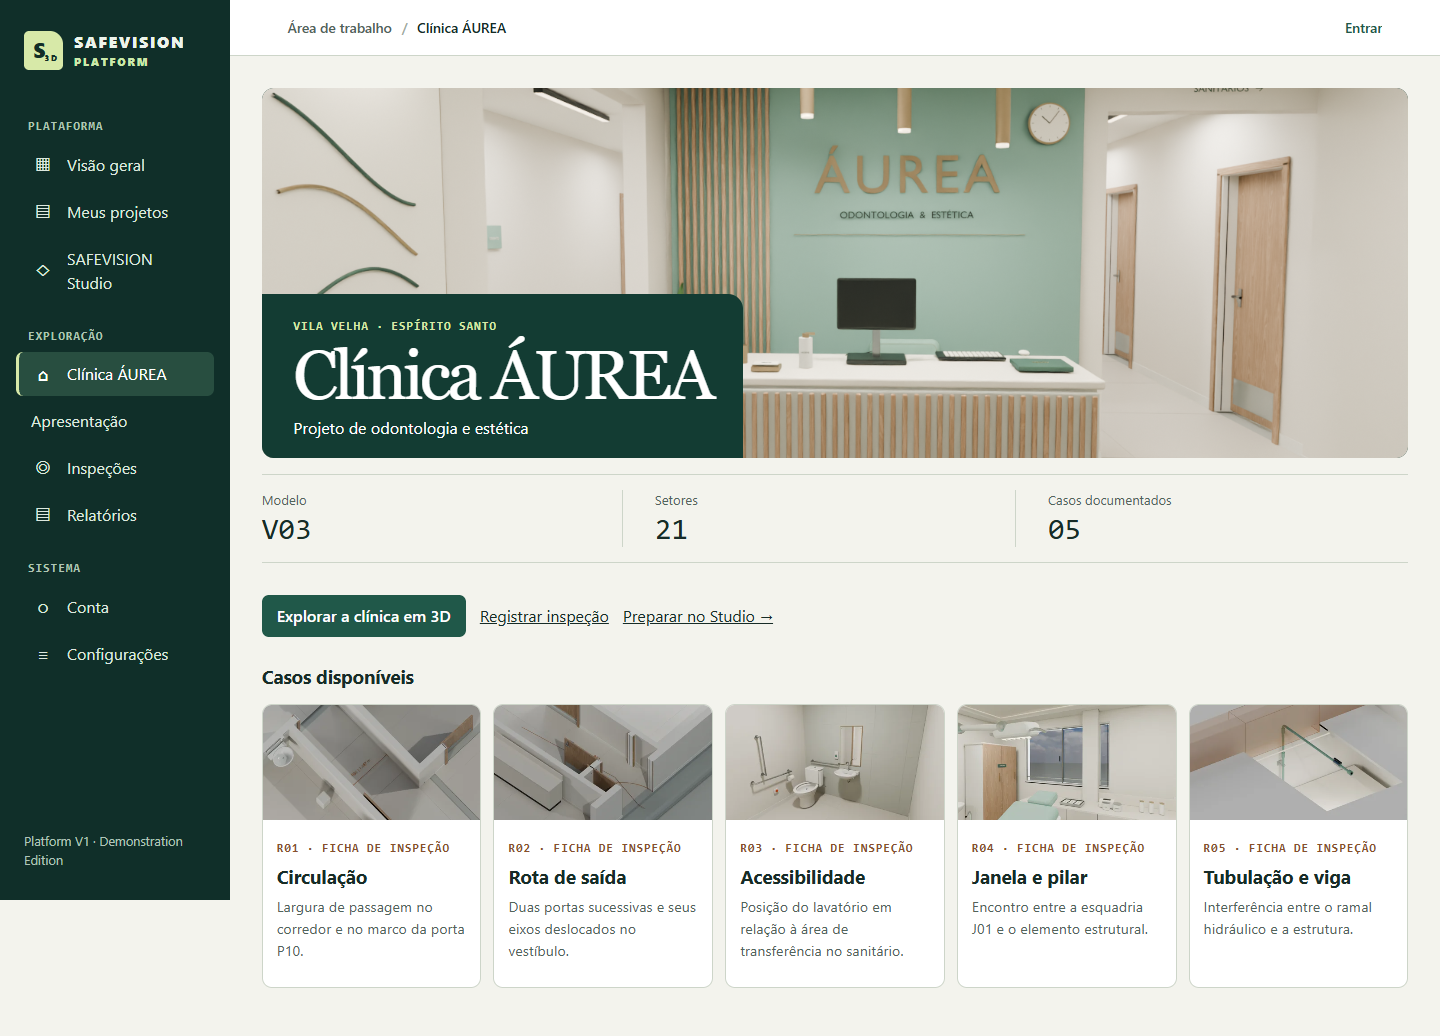 S3D
SAFEVISION
PLATFORM
PLATAFORMA
Visão geral
Meus projetos
SAFEVISION
Studio
EXPLORAÇÃO
Clínica ÁUREA
Apresentação
Inspeções
Relatórios
SISTEMA
Conta
Configurações
Platform V1 · Demonstration
Edition
Área de trabalho / Clínica ÁUREA
Entrar
SANITÁRIOS →
ÁUREA
ODONTOLOGIA & ESTÉTICA
VILA VELHA · ESPÍRITO SANTO
Clínica ÁUREA
Projeto de odontologia e estética
Modelo
V03
Setores
21
Casos documentados
05
Explorar a clínica em 3D
Registrar inspeção
Preparar no Studio →
Casos disponíveis
R01 · FICHA DE INSPEÇÃO
Circulação
Largura de passagem no
corredor e no marco da porta
P10.
R02 · FICHA DE INSPEÇÃO
Rota de saída
Duas portas sucessivas e seus
eixos deslocados no
vestíbulo.
R03 · FICHA DE INSPEÇÃO
Acessibilidade
Posição do lavatório em
relação à área de
transferência no sanitário.
R04 · FICHA DE INSPEÇÃO
Janela e pilar
Encontro entre a esquadria
J01 e o elemento estrutural.
R05 · FICHA DE INSPEÇÃO
Tubulação e viga
Interferência entre o ramal
hidráulico e a estrutura.